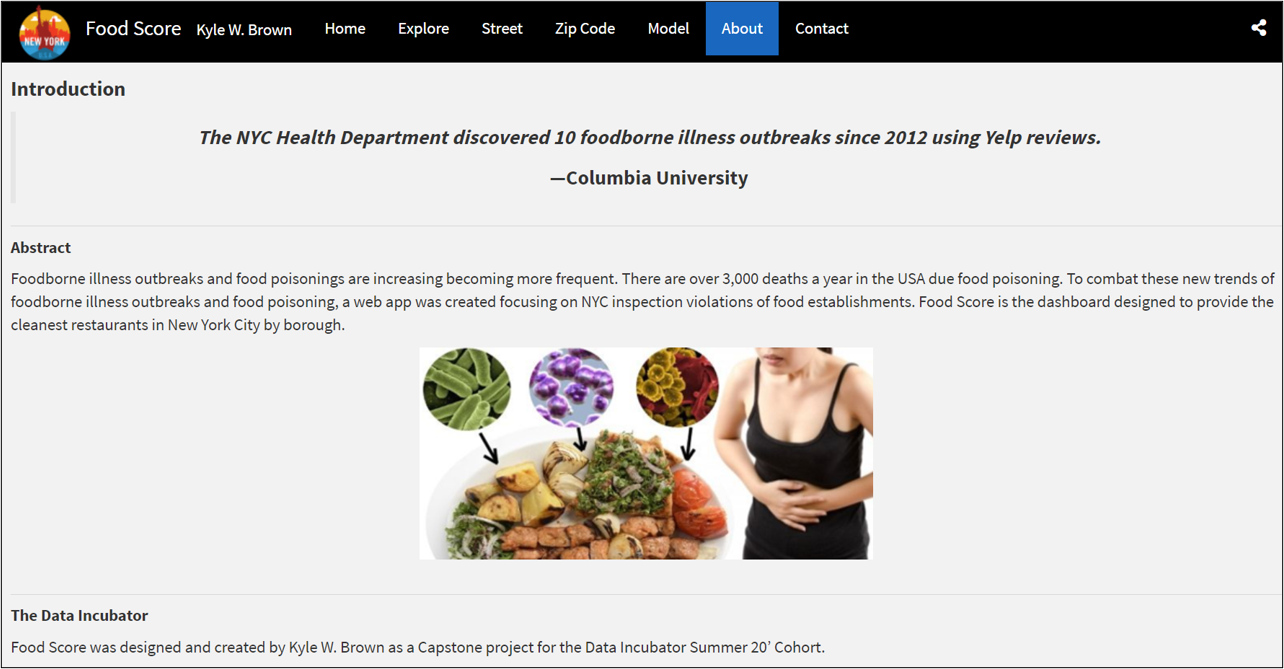 NEW YORK
Food Score Kyle W. Brown Home Explore Street Zip Code Model About Contact
Introduction
The NYC Health Department discovered 10 foodborne illness outbreaks since 2012 using Yelp reviews.
—Columbia University
Abstract
Foodborne illness outbreaks and food poisonings are increasing becoming more frequent. There are over 3,000 deaths a year in the USA due food poisoning. To combat these new trends of
foodborne illness outbreaks and food poisoning, a web app was created focusing on NYC inspection violations of food establishments. Food Score is the dashboard designed to provide the
cleanest restaurants in New York City by borough.
The Data Incubator
Food Score was designed and created by Kyle W. Brown as a Capstone project for the Data Incubator Summer 20’ Cohort.